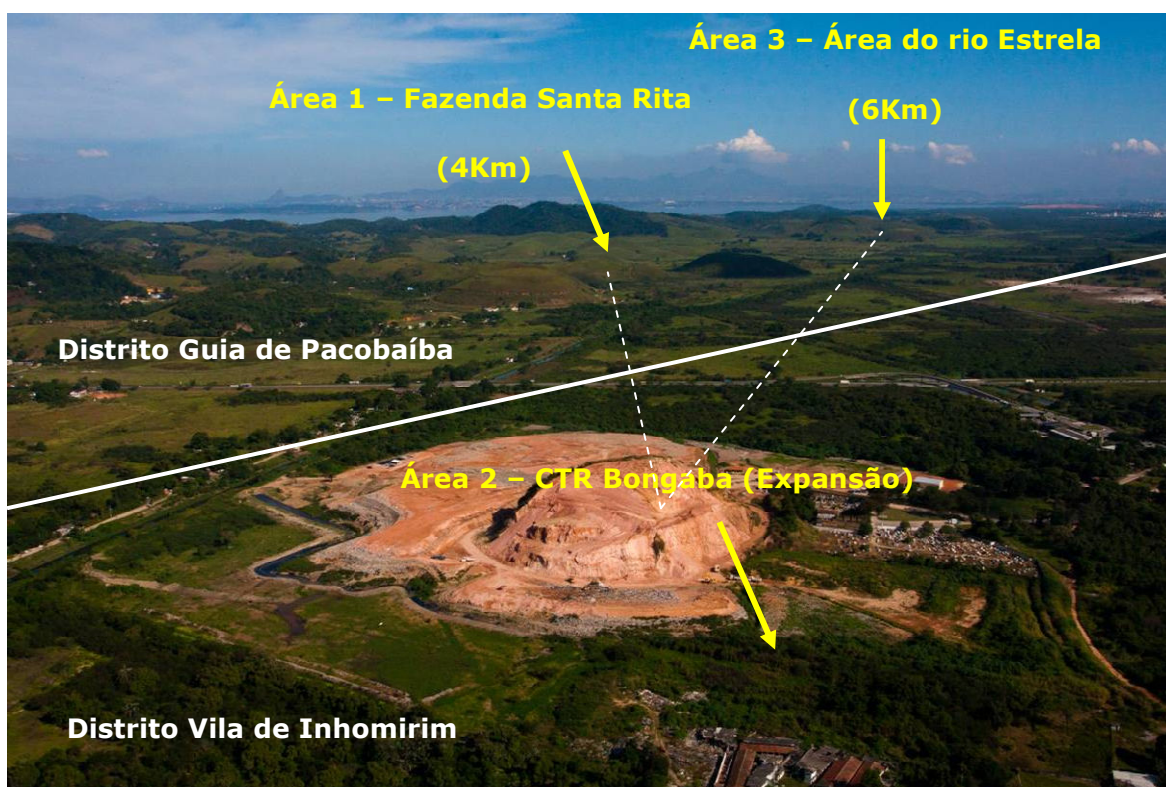 Área 3 – Área do rio Estrela
Área 1 – Fazenda Santa Rita
(6Km)
(4Km)
Distrito Guia de Pacobaíba
Área 2 – CTR Bongaba (Expansão)
Distrito Vila de Inhomirim